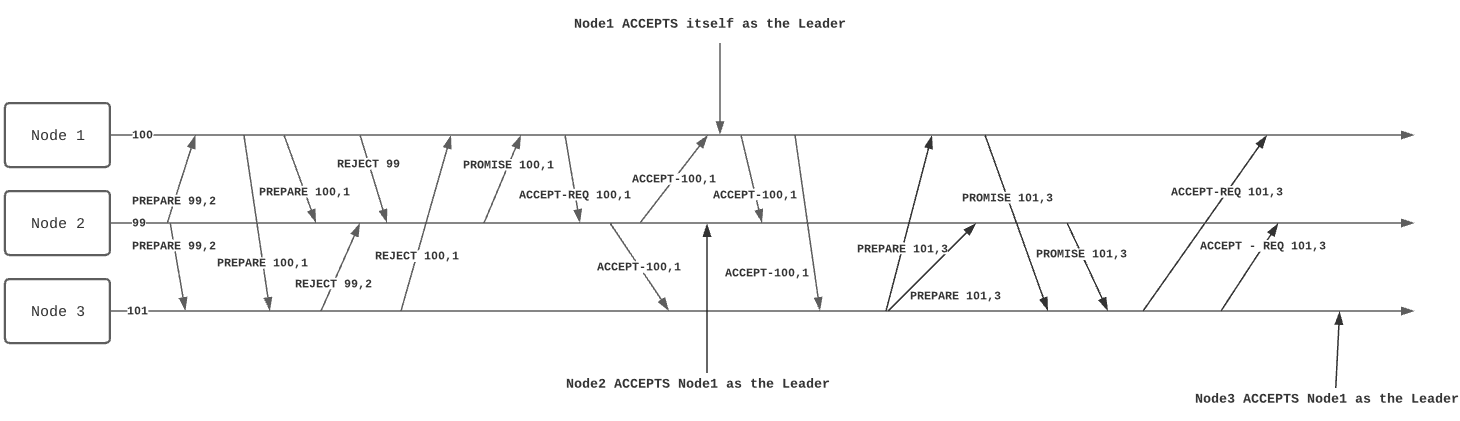 Node1 ACCEPTS itself as the Leader
Node 1
100
REJECT 99
PROMISE 100,1
ACCEPT-100,1
PREPARE 99,2
PREPARE 100,1
ACCEPT-REQ 100,1
ACCEPT-100,1
PROMISE 101,3
ACCEPT-REQ 101,3
Node 2
99
PREPARE 99,2
PREPARE 100,1
REJECT 99,2
REJECT 100,1
ACCEPT-100,1
ACCEPT-100,1
PREPARE 101,3
PREPARE 101,3
PROMISE 101,3
ACCEPT - REQ 101,3
Node 3
101
Node2 ACCEPTS Node1 as the Leader
Node3 ACCEPTS Node1 as the Leader